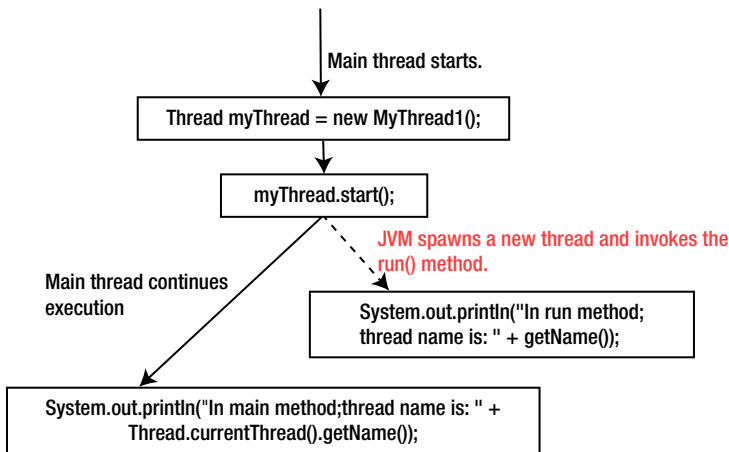 Main thread starts.
Thread myThread = new MyThread1();
myThread.start();
JVM spawns a new thread and invokes the
run() method.
Main thread continues
execution
System.out.println("In run method;
thread name is: " + getName());
System.out.println("In main method;thread name is: " +
Thread.currentThread().getName());